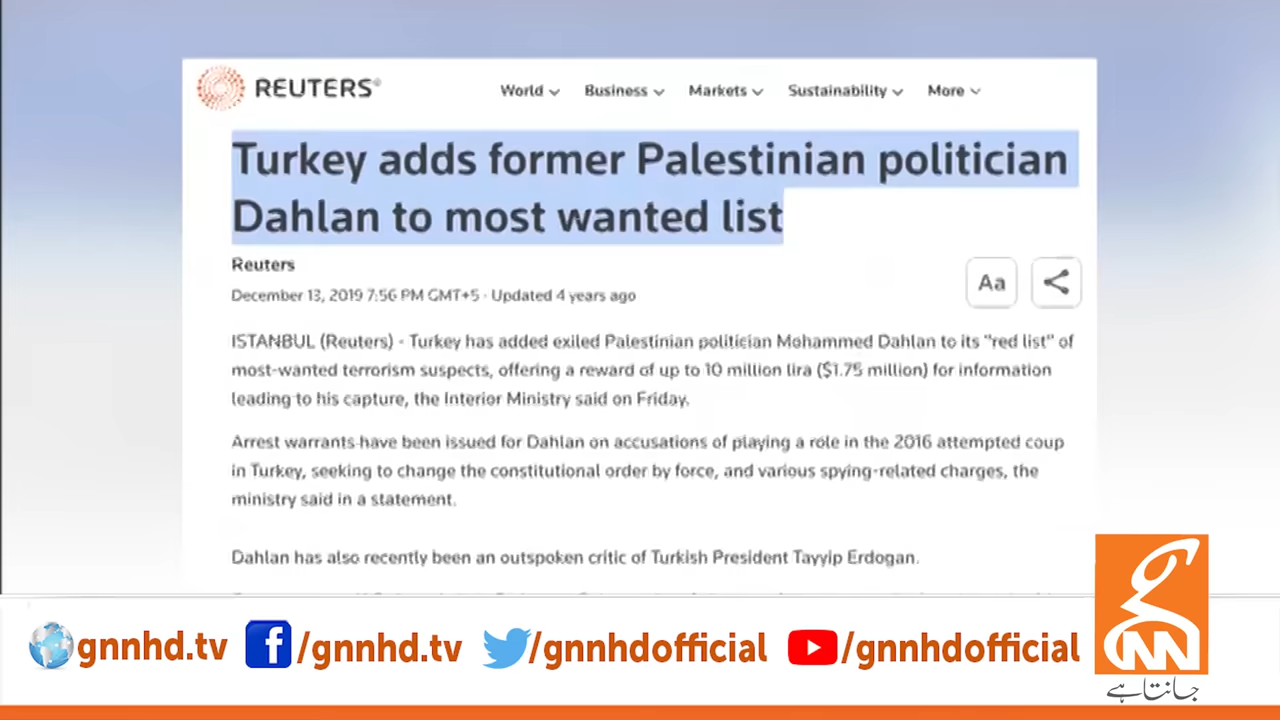 REUTERS®
World Business Markets Sustainability More
Turkey adds former Palestinian politician
Dahlan to most wanted list
Reuters
December 13, 2019 7:56 PM GMT+5 · Updated 4 years ago
Aa
ISTANBUL (Reuters) - Turkey has added exiled Palestinian politician Mohammed Dahlan to its "red list" of
most-wanted terrorism suspects, offering a reward of up to 10 million lira ($1.75 million) for information
leading to his capture, the Interior Ministry said on Friday.
Arrest warrants have been issued for Dahlan on accusations of playing a role in the 2016 attempted coup
in Turkey, seeking to change the constitutional order by force, and various spying-related charges, the
ministry said in a statement.
Dahlan has also recently been an outspoken critic of Turkish President Tayyip Erdogan.
gnnhd.tv /gnnhd.tv /gnnhdofficial /gnnhdofficial
GNN
جانتا ہے